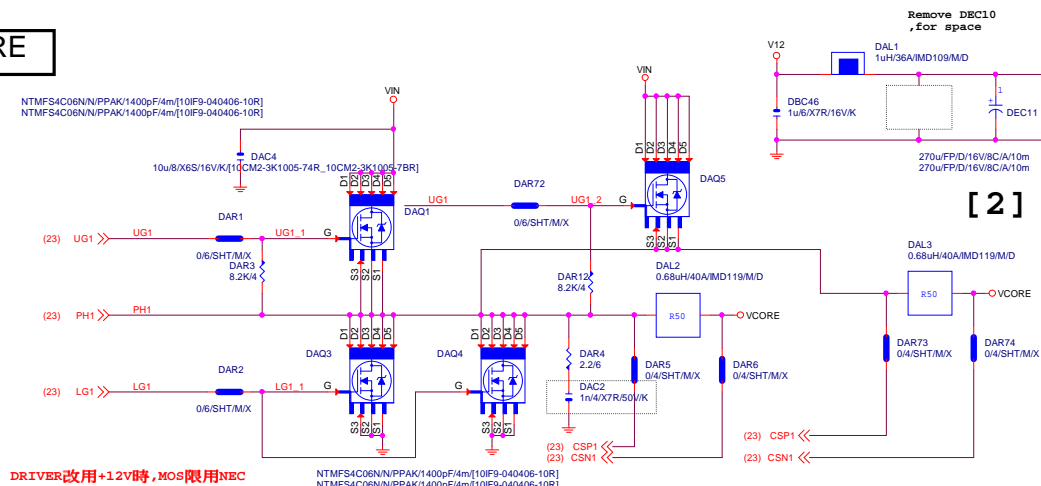 RE
Remove DEC10
,for space
V12
DAL1
1uH/36A/IMD109/M/D
DBC46
1u/6/X7R/16V/K
1
+
DEC11
270u/FP/D/16V/8C/A/10m
270u/FP/D/16V/8C/A/10m
[2]
NTMFS4C06N/N/PPAK/1400pF/4m/[10IF9-040406-10R]
NTMFS4C06N/N/PPAK/1400pF/4m/[10IF9-040406-10R]
VIN
DAC4
10u/8/X6S/16V/K/[10CM2-3K1005-74R_10CM2-3K1005-7BR]
D1
D2
D3
D4
D5
DAQ1
G
S3
S2
S1
VIN
D1
D2
D3
D4
D5
DAQ5
G
S3
S2
S1
UG1
DAR72
UG1_2
0/6/SHT/M/X
(23) UG1
UG1
DAR1
UG1_1
0/6/SHT/M/X
DAR3
8.2K/4
DAR12
8.2K/4
(23) PH1
PH1
DAL2
0.68uH/40A/IMD119/M/D
R50
VCORE
DAL3
0.68uH/40A/IMD119/M/D
R50
VCORE
D1
D2
D3
D4
D5
DAQ3
G
S3
S2
S1
D1
D2
D3
D4
D5
DAQ4
G
S3
S2
S1
(23) LG1
LG1
DAR2
LG1_1
0/6/SHT/M/X
DAR4
2.2/6
DAC2
1n/4/X7R/50V/K
DAR5
0/4/SHT/M/X
DAR6
0/4/SHT/M/X
DAR73
0/4/SHT/M/X
DAR74
0/4/SHT/M/X
(23) CSP1
(23) CSN1
(23) CSP1
(23) CSN1
DRIVER改用+12V時,MOS限用NEC
NTMFS4C06N/N/PPAK/1400pF/4m/[10IF9-040406-10R]
NTMFS4C06N/N/PPAK/1400pF/4m/[10IF9-040406-10R]